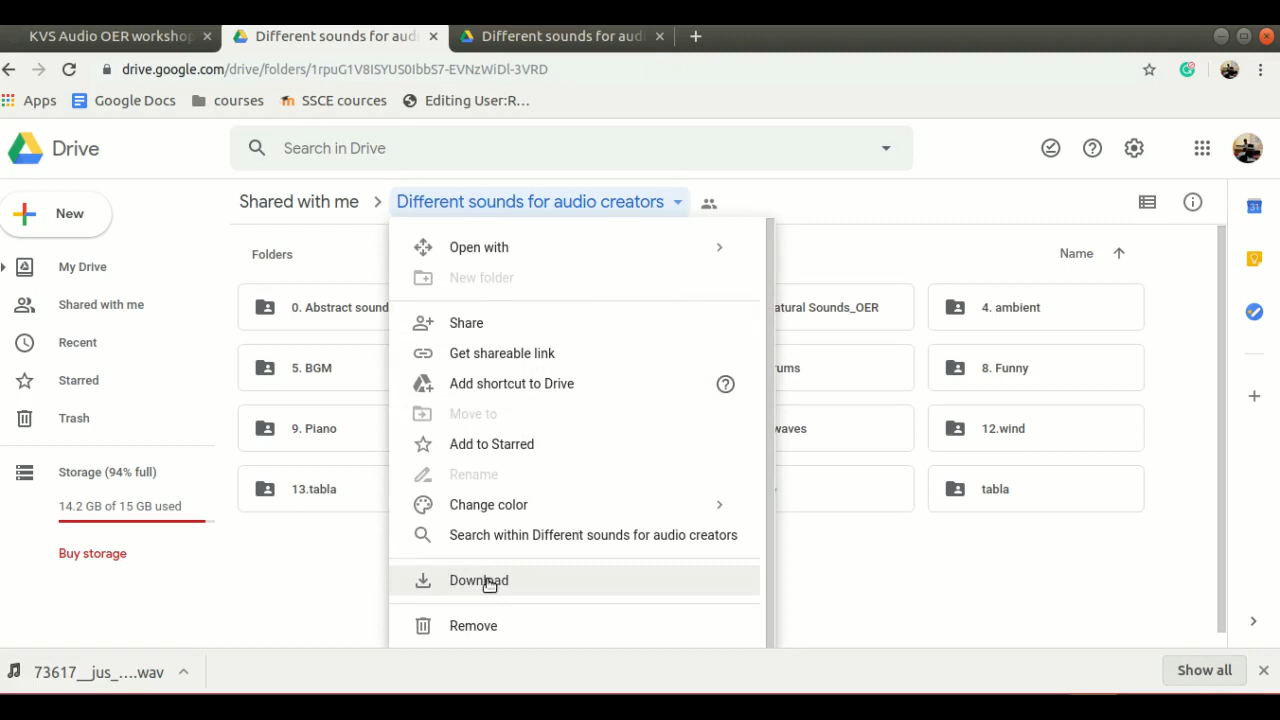 KVS Audio OER workshop
Different sounds for audi
Different sounds for audi
drive.google.com/drive/folders/1rpuG1V8ISYUS0IbbS7-EVNzWiDl-3VRD
Apps
Google Docs
courses
SSCE cources
Editing User:R...
Drive
Search in Drive
New
Shared with me
Different sounds for audio creators
My Drive
Shared with me
Recent
Starred
Trash
Storage (94% full)
14.2 GB of 15 GB used
Buy storage
Folders
Name
0. Abstract sound
atural Sounds_OER
4. ambient
5. BGM
rums
8. Funny
9. Piano
waves
12.wind
13.tabla
tabla
Open with
New folder
Share
Get shareable link
Add shortcut to Drive
Move to
Add to Starred
Rename
Change color
Search within Different sounds for audio creators
Download
Remove
73617__jus_....wav
Show all
31